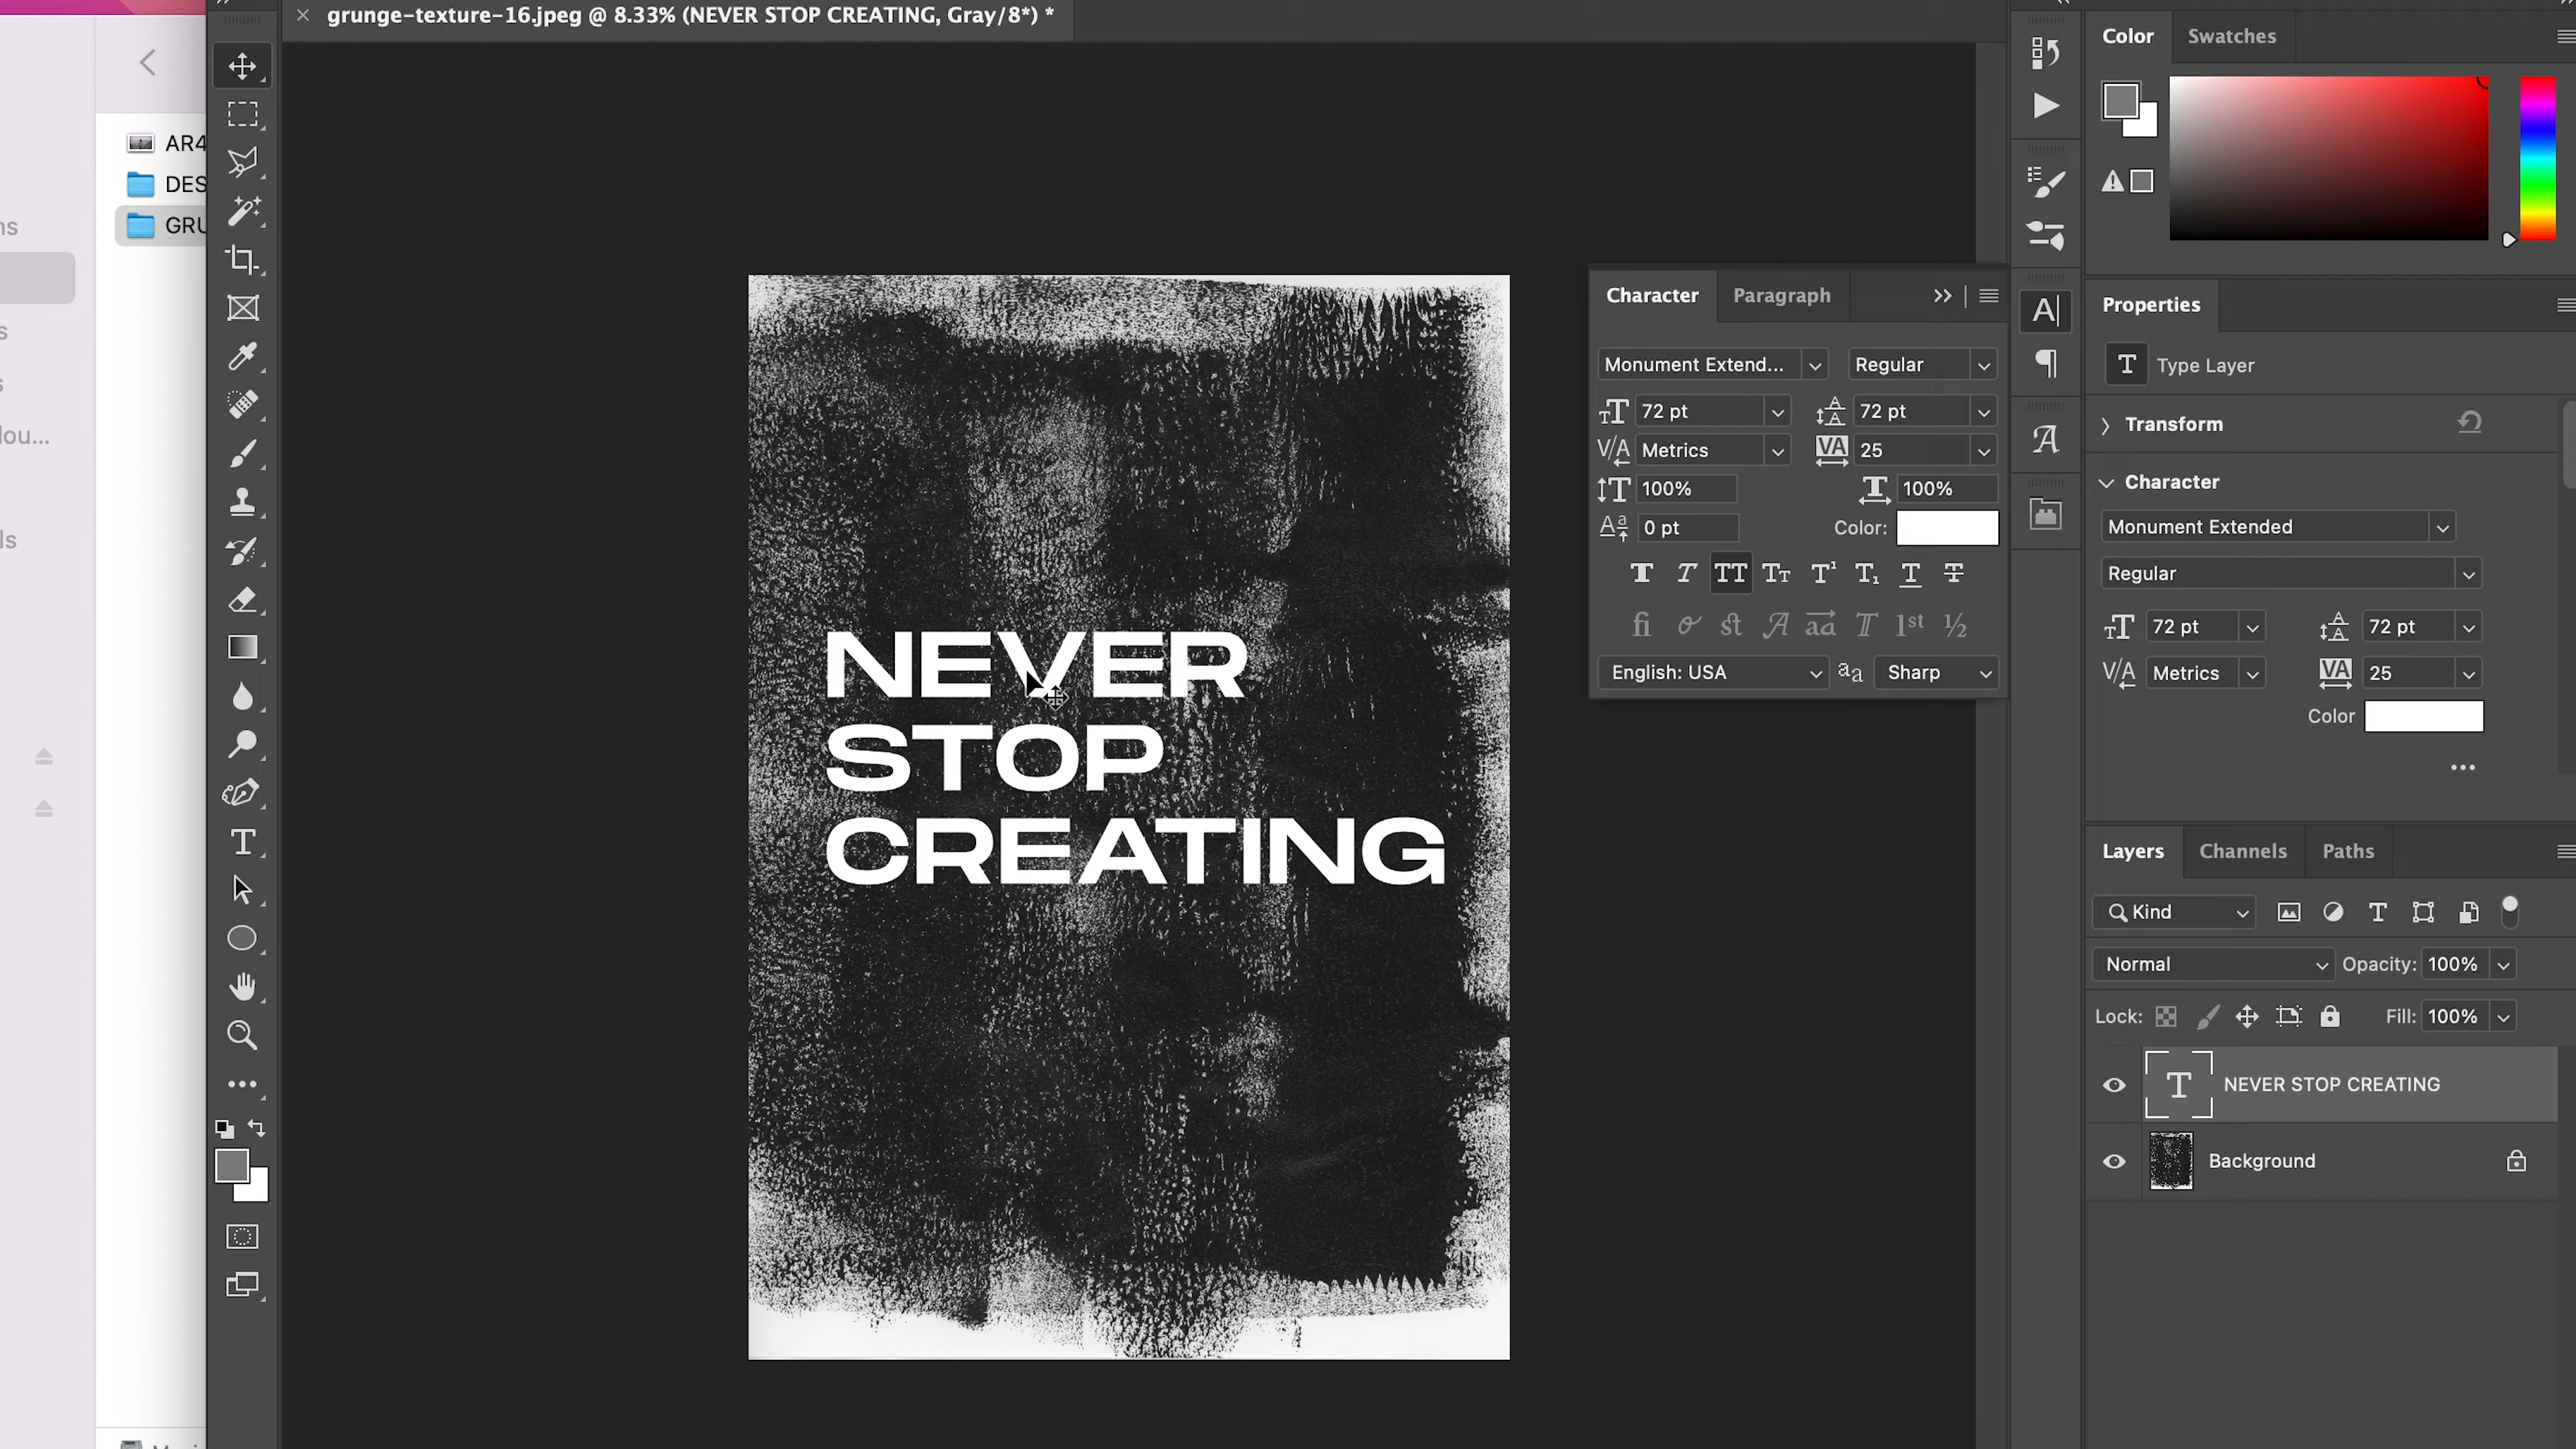 grunge-texture-16.jpeg @ 8.33% (NEVER STOP CREATING, Gray/8*) *
AR4
DES
GRU
ns
s
s
lou...
ls
NEVER
STOP
CREATING
Character Paragraph
Monument Extend... Regular
72 pt 72 pt
Metrics 25
100% 100%
0 pt Color:
English: USA Sharp
Color Swatches
Properties
Type Layer
Transform
Character
Monument Extended
Regular
72 pt 72 pt
Metrics 25
Color
Layers Channels Paths
Kind
Normal Opacity: 100%
Lock: Fill: 100%
NEVER STOP CREATING
Background